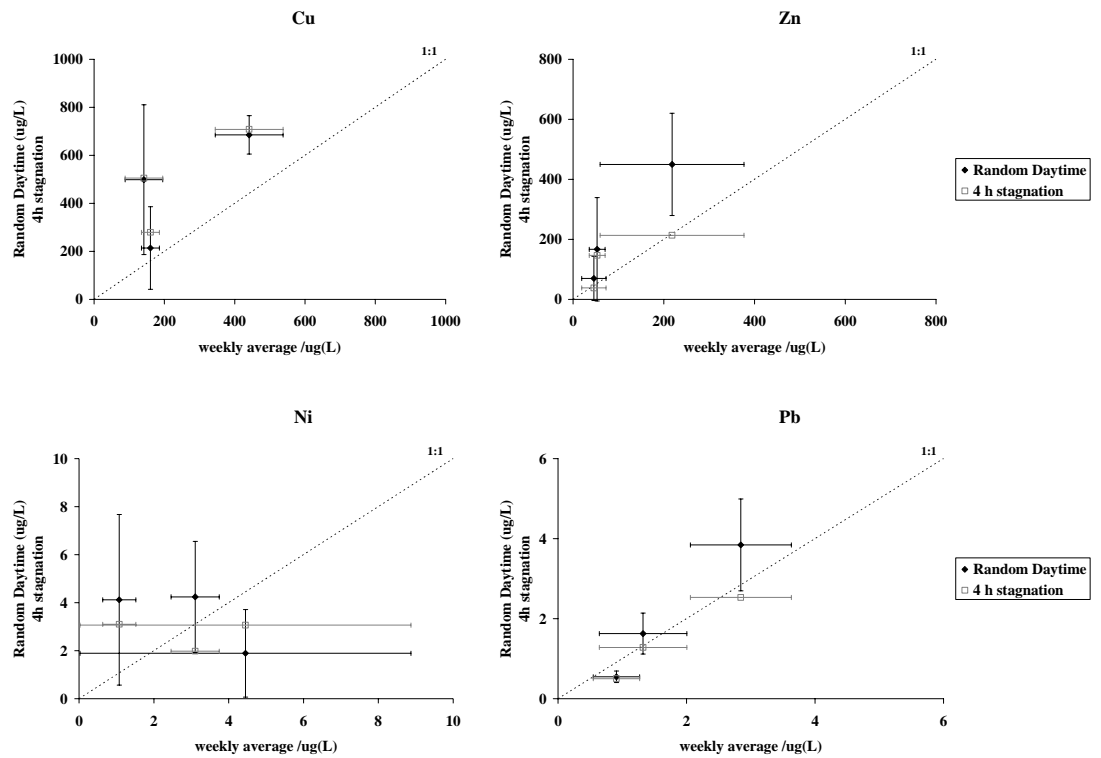 Cu
1:1
Random Daytime (ug/L)
4h stagnation
1000
800
600
400
200
0
0 200 400 600 800 1000
weekly average /ug(L)
Zn
1:1
Random Daytime (ug/L)
4h stagnation
800
600
400
200
0
0 200 400 600 800
weekly average /ug(L)
Random Daytime
4 h stagnation
Ni
1:1
Random Daytime (ug/L)
4h stagnation
10
8
6
4
2
0
0 2 4 6 8 10
weekly average /ug(L)
Pb
1:1
Random Daytime (ug/L)
4h stagnation
6
4
2
0
0 2 4 6
weekly average /ug(L)
Random Daytime
4 h stagnation